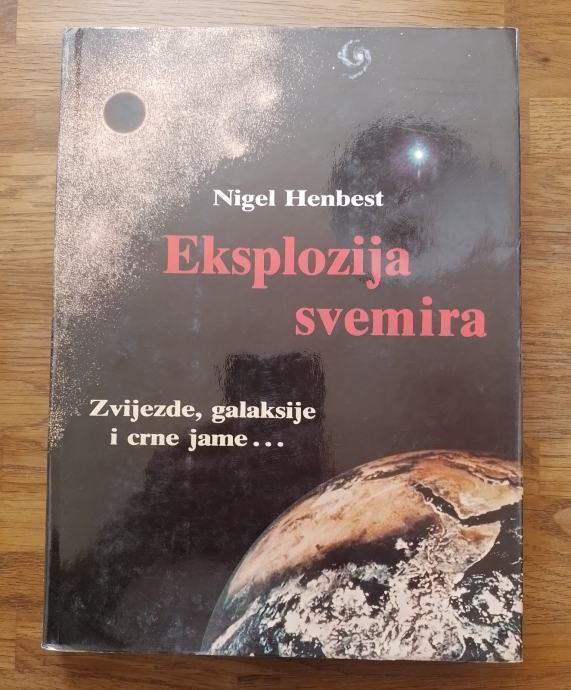 Nigel Henbest
Eksplozija
svemira
Zvijezde, galaksije
i crne jame...